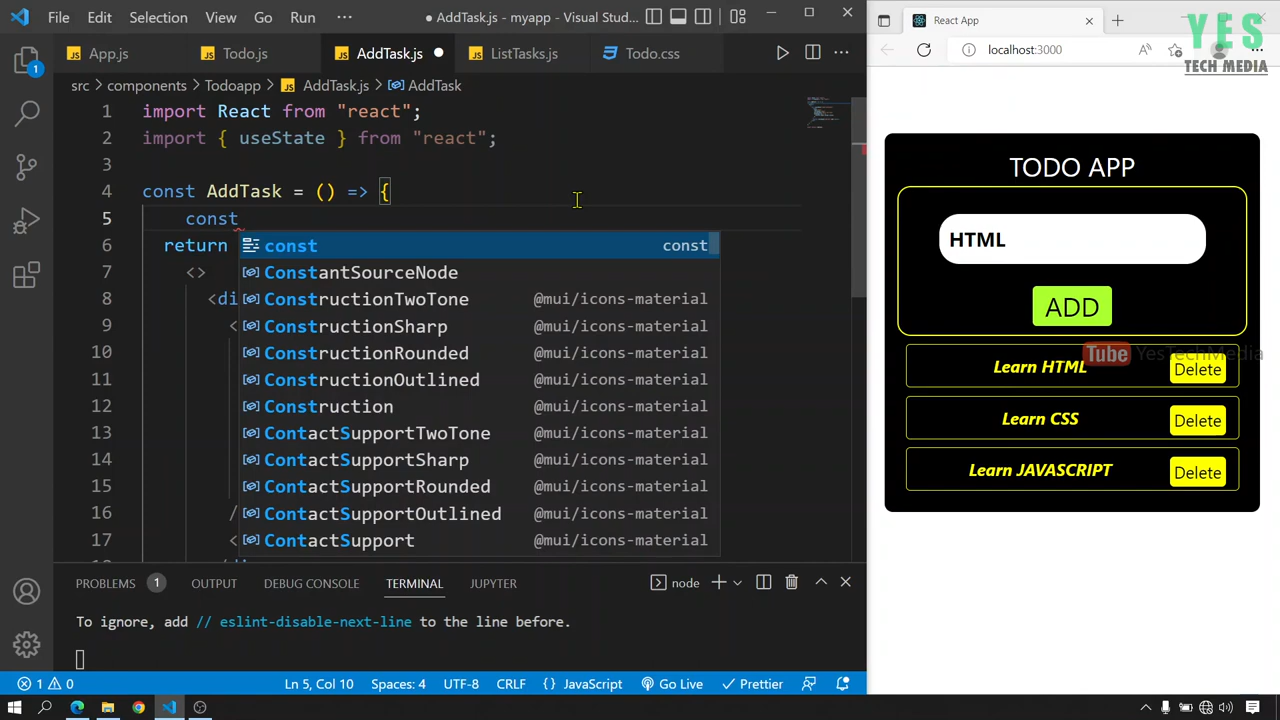 File Edit Selection View Go Run ··· ● AddTask.js - myapp - Visual Stud...
App.js Todo.js AddTask.js ● ListTasks.js Todo.css
src > components > Todoapp > AddTask.js > AddTask
1 import React from "react";
2 import { useState } from "react";
3
4 const AddTask = () => {
5 const
6 return
7 <>
8 <di
9 <
10
11
12
13
14
15
16 /
17 <
const const
ConstantSourceNode
ConstructionTwoTone @mui/icons-material
ConstructionSharp @mui/icons-material
ConstructionRounded @mui/icons-material
ConstructionOutlined @mui/icons-material
Construction @mui/icons-material
ContactSupportTwoTone @mui/icons-material
ContactSupportSharp @mui/icons-material
ContactSupportRounded @mui/icons-material
ContactSupportOutlined @mui/icons-material
ContactSupport @mui/icons-material
PROBLEMS 1 OUTPUT DEBUG CONSOLE TERMINAL JUPYTER node
To ignore, add // eslint-disable-next-line to the line before.
1 0 Ln 5, Col 10 Spaces: 4 UTF-8 CRLF {} JavaScript Go Live Prettier
1
React App
localhost:3000
YES
TECH MEDIA
TODO APP
HTML
ADD
Tube YesTechMedia
Learn HTML Delete
Learn CSS Delete
Learn JAVASCRIPT Delete